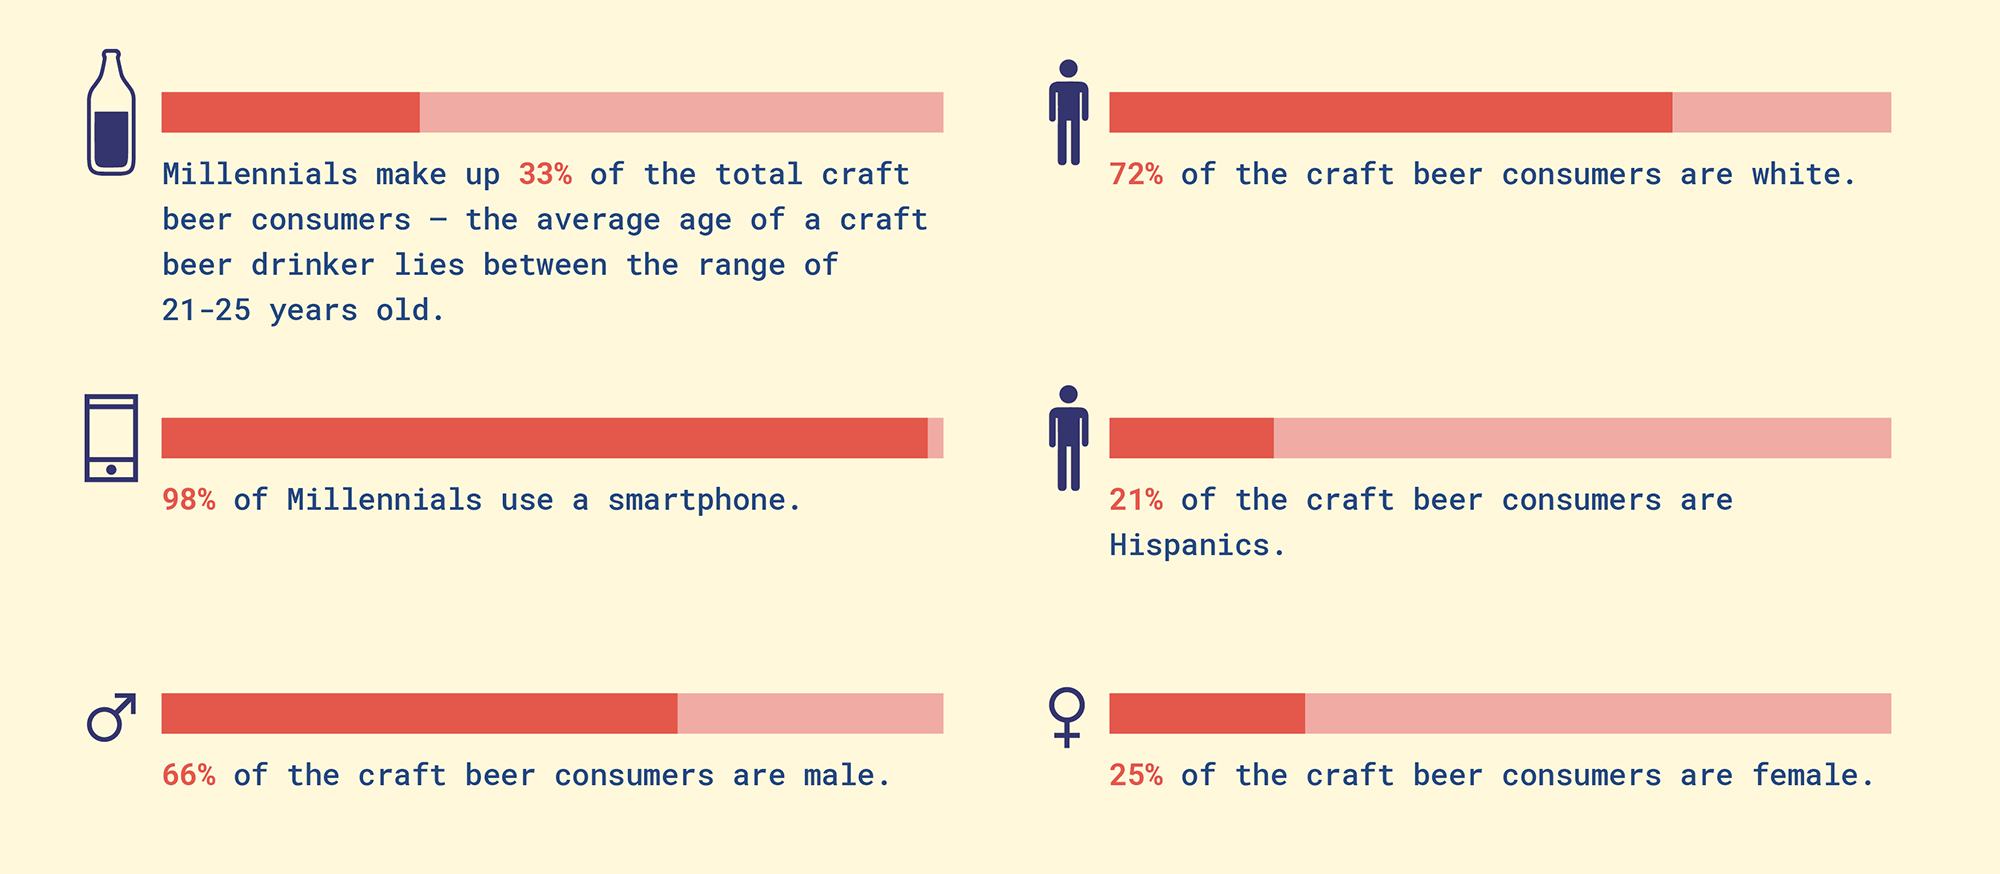 Millennials make up 33% of the total craft
beer consumers – the average age of a craft
beer drinker lies between the range of
21-25 years old.
72% of the craft beer consumers are white.
98% of Millennials use a smartphone.
21% of the craft beer consumers are
Hispanics.
66% of the craft beer consumers are male.
25% of the craft beer consumers are female.